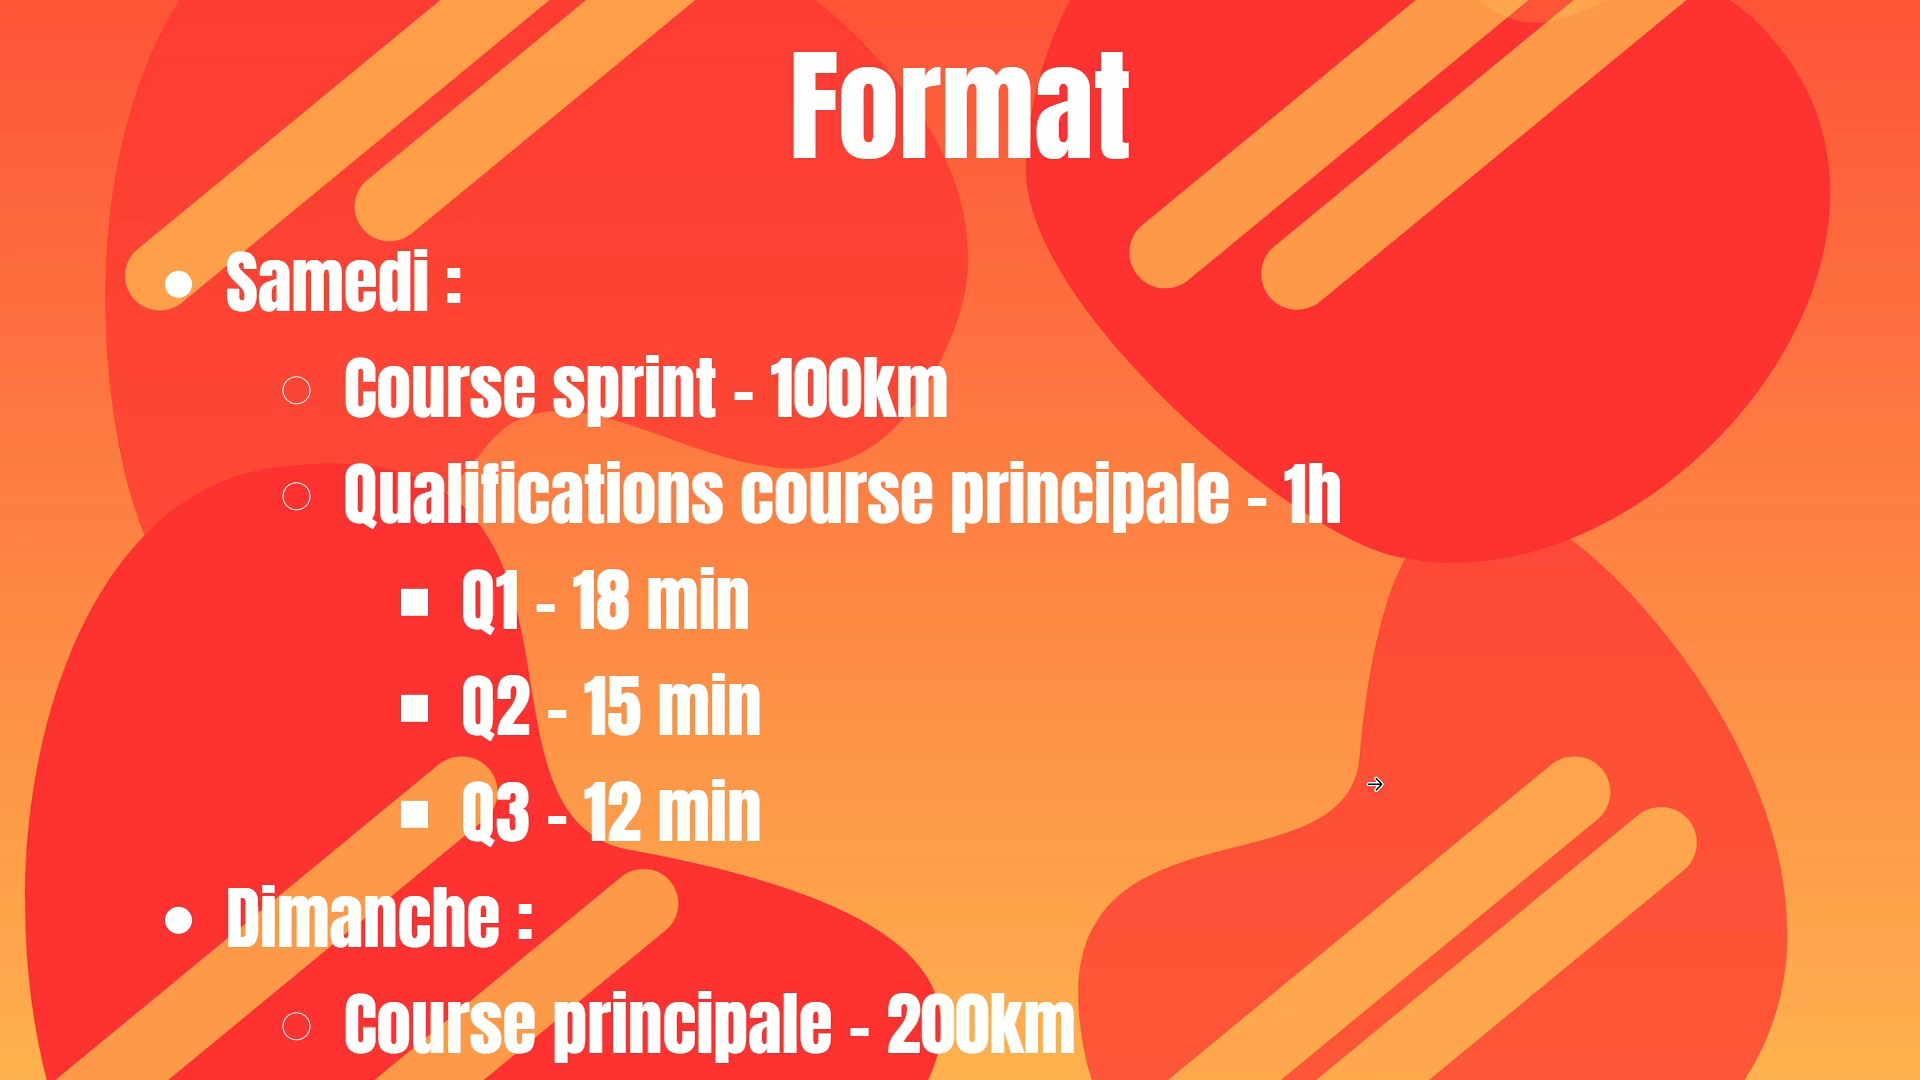 Format
Samedi :
Course sprint - 100km
Qualifications course principale - 1h
Q1 - 18 min
Q2 - 15 min
Q3 - 12 min
Dimanche :
Course principale - 200km